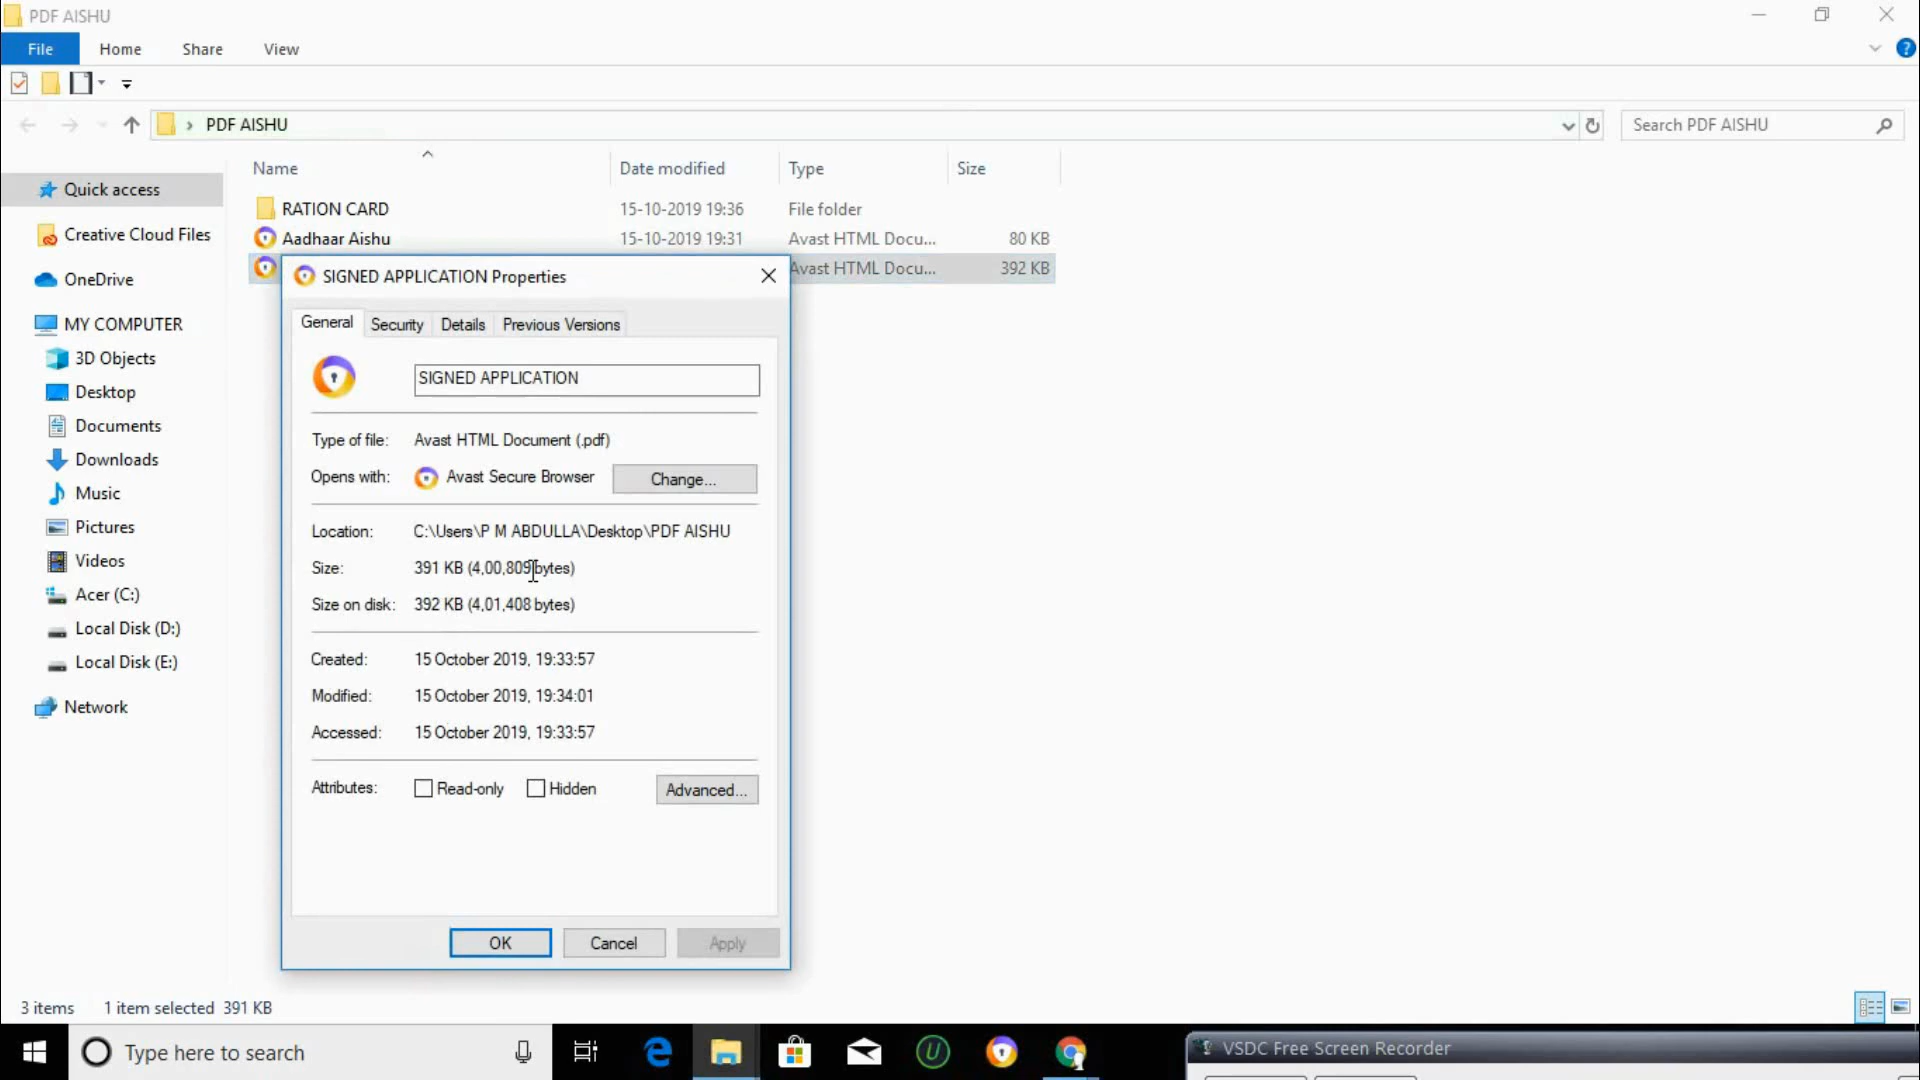 PDF AISHU
File Home Share View
PDF AISHU
Search PDF AISHU
Name Date modified Type Size
Quick access
Creative Cloud Files
OneDrive
MY COMPUTER
3D Objects
Desktop
Documents
Downloads
Music
Pictures
Videos
Acer (C:)
Local Disk (D:)
Local Disk (E:)
Network
RATION CARD 15-10-2019 19:36 File folder
Aadhaar Aishu 15-10-2019 19:31 Avast HTML Docu... 80 KB
Avast HTML Docu... 392 KB
SIGNED APPLICATION Properties
General Security Details Previous Versions
SIGNED APPLICATION
Type of file: Avast HTML Document (.pdf)
Opens with: Avast Secure Browser Change...
Location: C:\Users\P M ABDULLA\Desktop\PDF AISHU
Size: 391 KB (4,00,809 bytes)
Size on disk: 392 KB (4,01,408 bytes)
Created: 15 October 2019, 19:33:57
Modified: 15 October 2019, 19:34:01
Accessed: 15 October 2019, 19:33:57
Attributes: Read-only Hidden Advanced...
OK Cancel Apply
3 items 1 item selected 391 KB
Type here to search
VSDC Free Screen Recorder